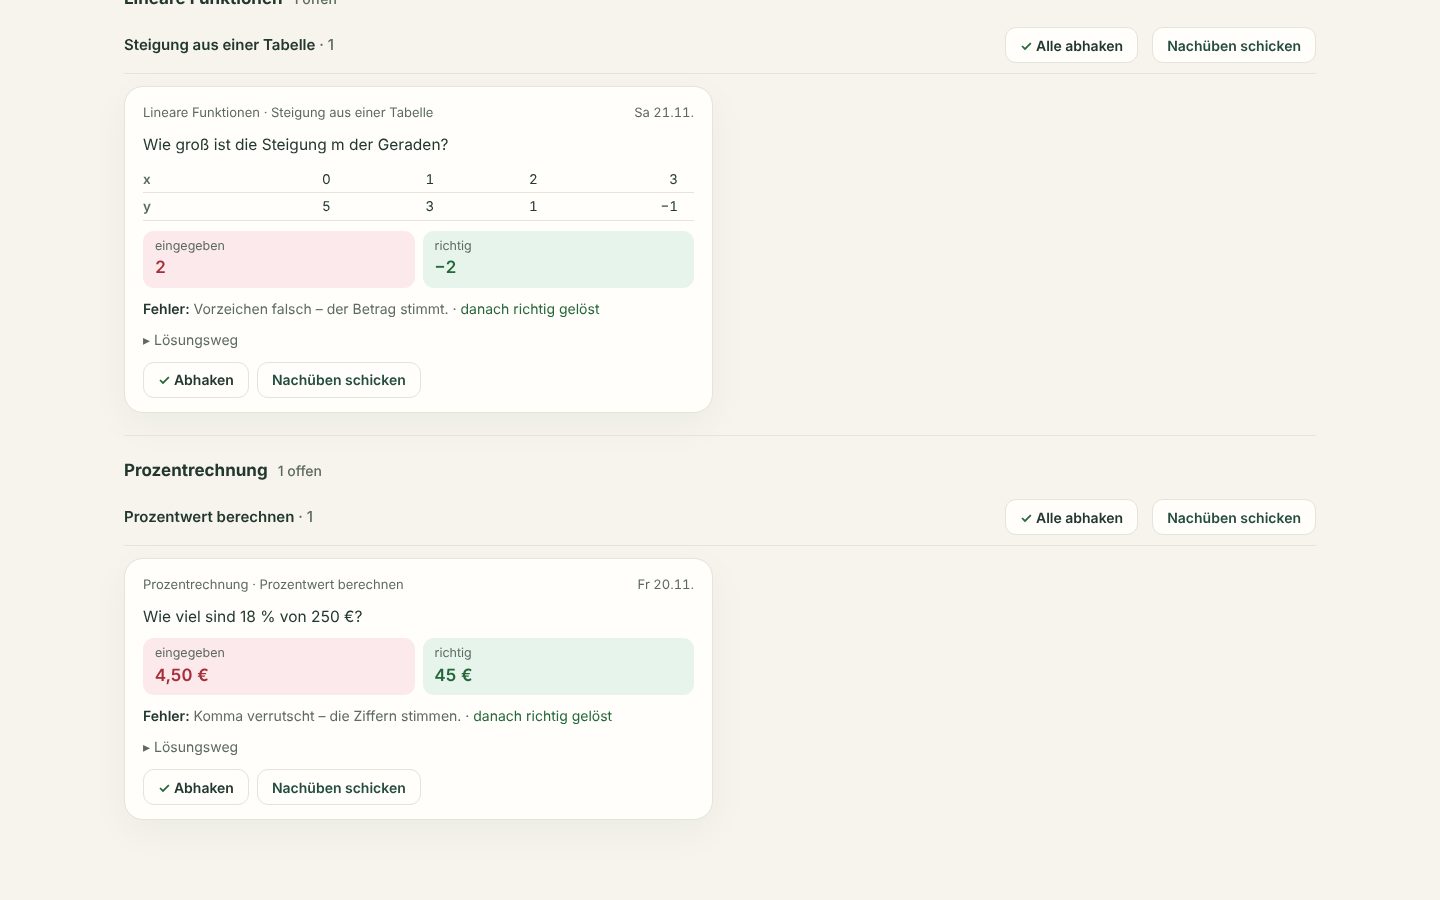 Lineare Funktionen 1 offen
Steigung aus einer Tabelle · 1
✓ Alle abhaken Nachüben schicken
Lineare Funktionen · Steigung aus einer Tabelle Sa 21.11.
Wie groß ist die Steigung m der Geraden?
x 0 1 2 3
y 5 3 1 −1
eingegeben
2
richtig
−2
Fehler: Vorzeichen falsch – der Betrag stimmt. · danach richtig gelöst
▸ Lösungsweg
✓ Abhaken Nachüben schicken
Prozentrechnung 1 offen
Prozentwert berechnen · 1
✓ Alle abhaken Nachüben schicken
Prozentrechnung · Prozentwert berechnen Fr 20.11.
Wie viel sind 18 % von 250 €?
eingegeben
4,50 €
richtig
45 €
Fehler: Komma verrutscht – die Ziffern stimmen. · danach richtig gelöst
▸ Lösungsweg
✓ Abhaken Nachüben schicken